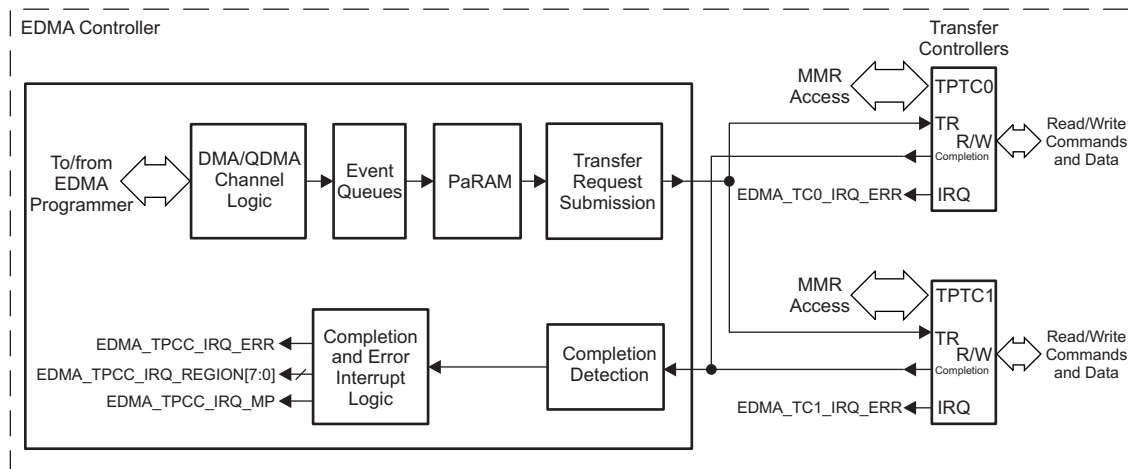 EDMA Controller
Transfer
Controllers
MMR
Access
TPTC0
TR
R/W
Completion
IRQ
Read/Write
Commands
and Data
EDMA_TC0_IRQ_ERR
To/from
EDMA
Programmer
DMA/QDMA
Channel
Logic
Event
Queues
PaRAM
Transfer
Request
Submission
MMR
Access
TPTC1
TR
R/W
Completion
IRQ
Read/Write
Commands
and Data
EDMA_TC1_IRQ_ERR
EDMA_TPCC_IRQ_ERR
EDMA_TPCC_IRQ_REGION[7:0]
EDMA_TPCC_IRQ_MP
Completion
and Error
Interrupt
Logic
Completion
Detection